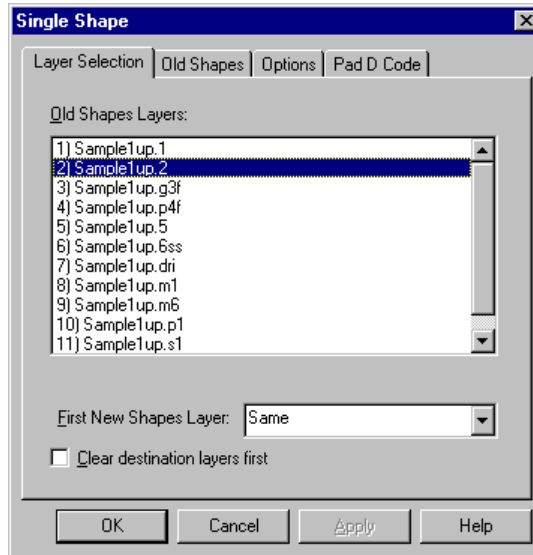 Single Shape
Layer Selection Old Shapes Options Pad D Code
Old Shapes Layers:
1) Sample1up.1
2) Sample1up.2
3) Sample1up.g3f
4) Sample1up.p4f
5) Sample1up.5
6) Sample1up.6ss
7) Sample1up.dri
8) Sample1up.m1
9) Sample1up.m6
10) Sample1up.p1
11) Sample1up.s1
First New Shapes Layer: Same
Clear destination layers first
OK Cancel Apply Help